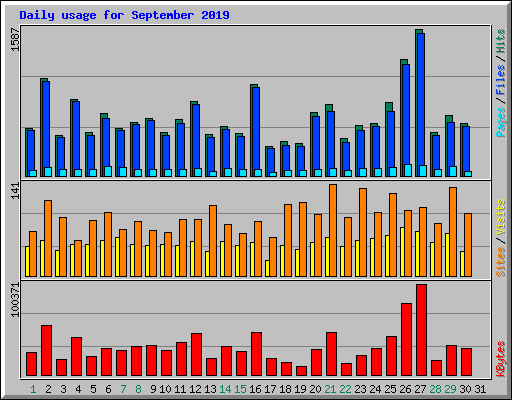 Daily usage for September 2019
1587
Pages / Files / Hits
141
Sites / Visits
100371
KBytes
1 2 3 4 5 6 7 8 9 10 11 12 13 14 15 16 17 18 19 20 21 22 23 24 25 26 27 28 29 30 31